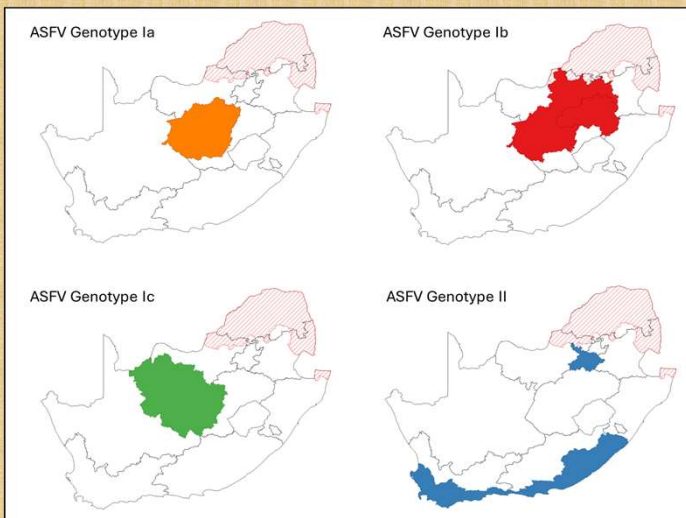 ASFV Genotype Ia
ASFV Genotype Ib
ASFV Genotype Ic
ASFV Genotype II